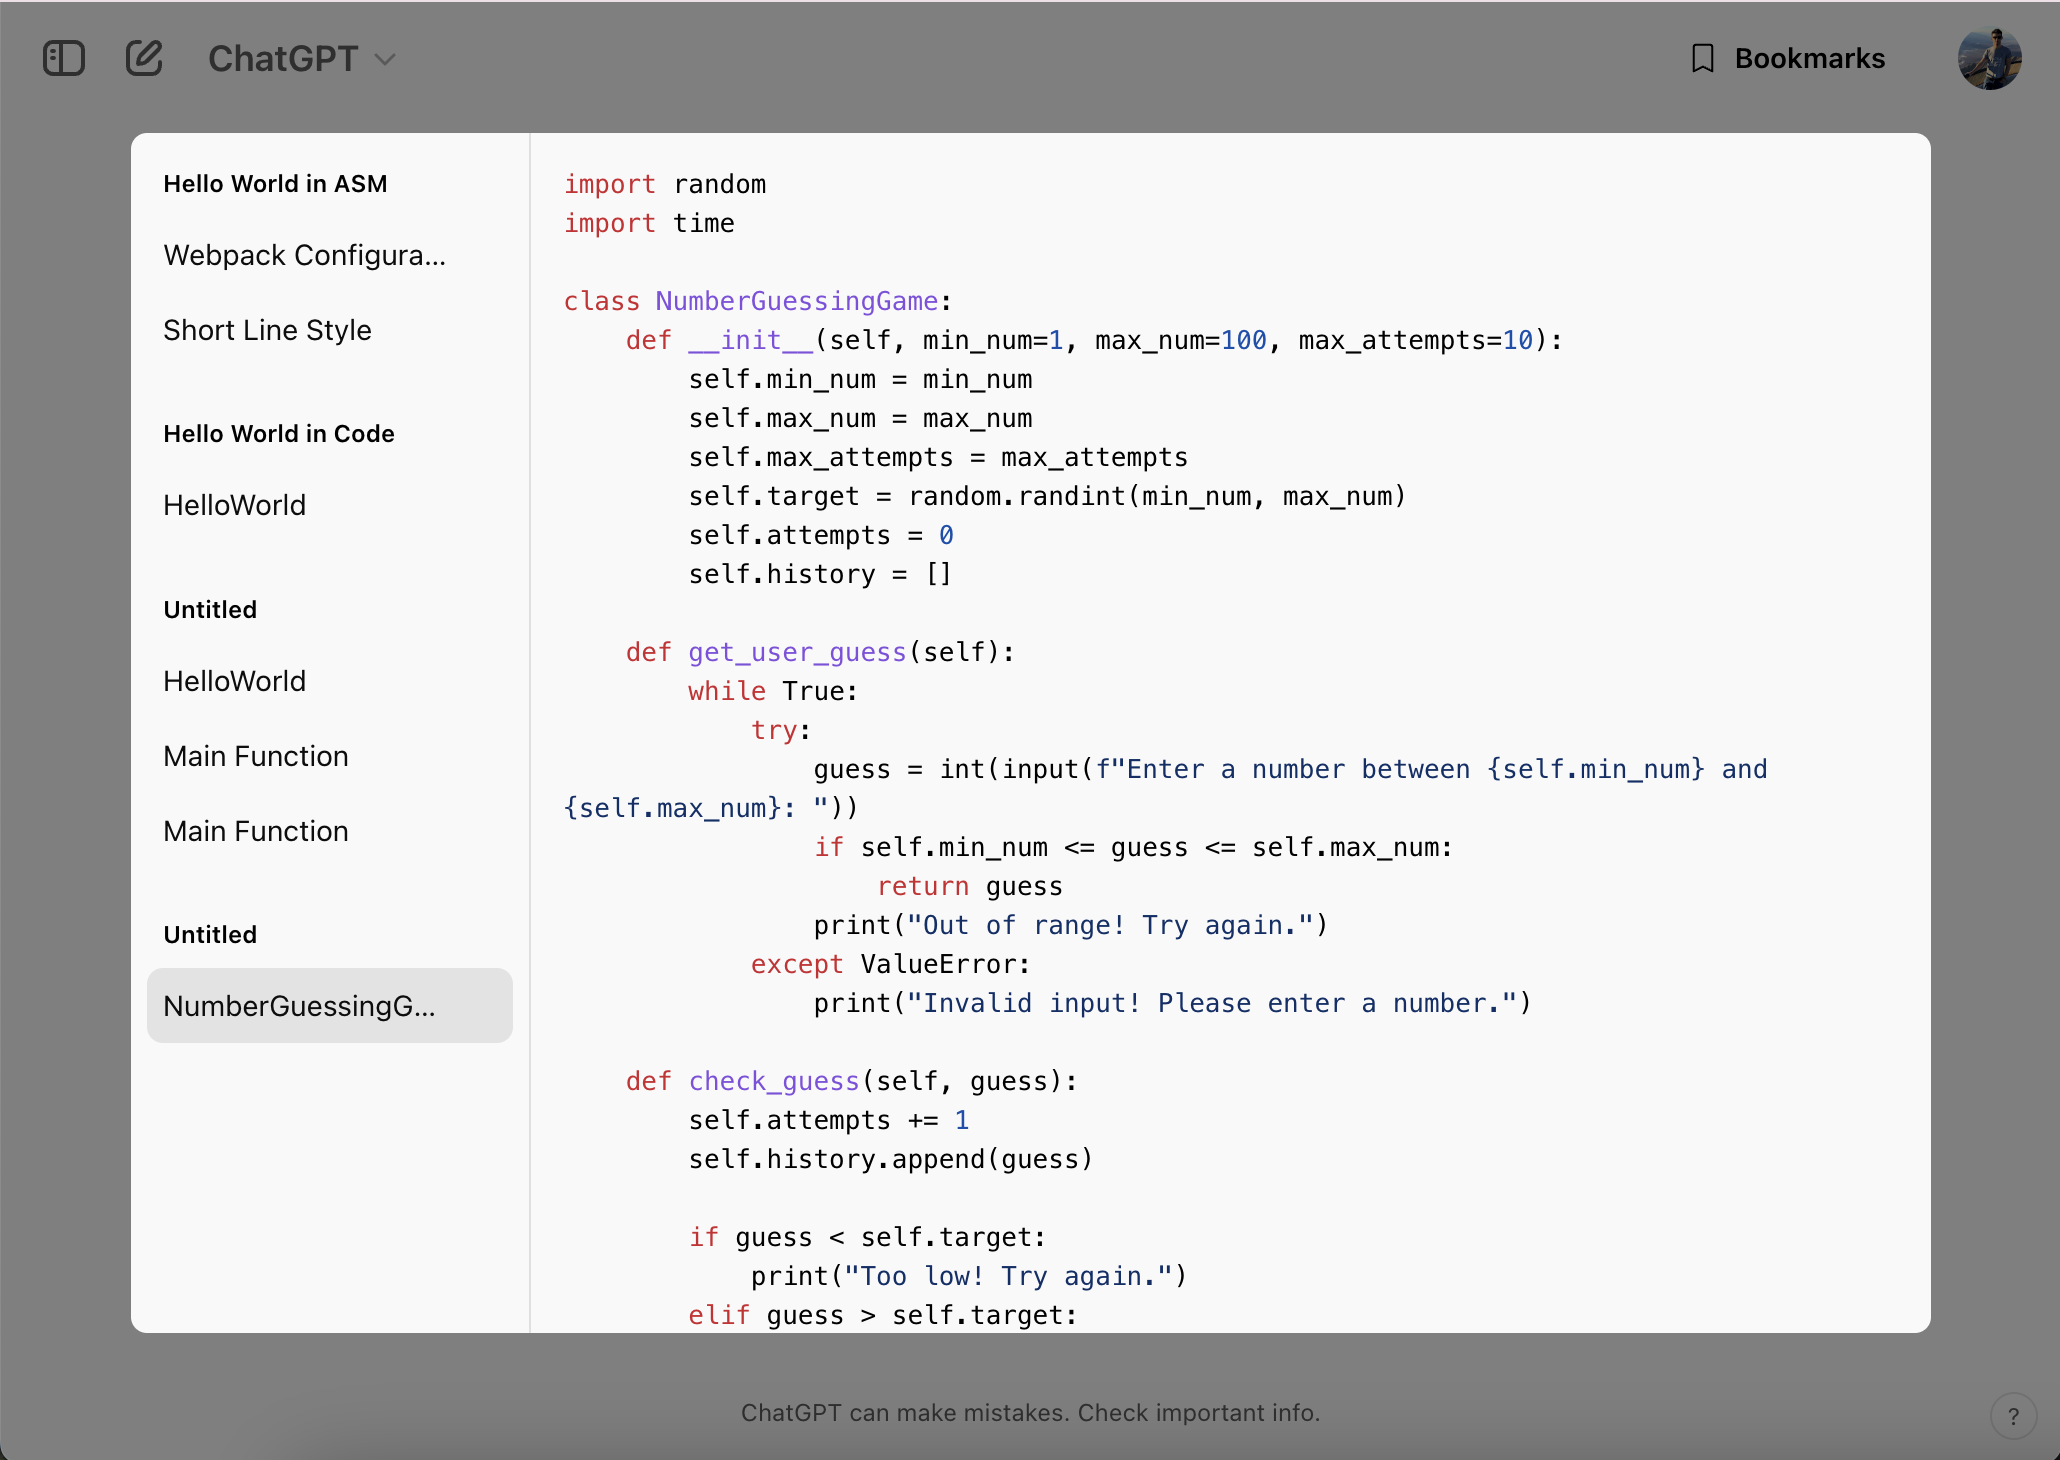 ChatGPT
Bookmarks
Hello World in ASM
Webpack Configura...
Short Line Style
Hello World in Code
HelloWorld
Untitled
HelloWorld
Main Function
Main Function
Untitled
NumberGuessingG...
import random
import time
class NumberGuessingGame:
    def __init__(self, min_num=1, max_num=100, max_attempts=10):
        self.min_num = min_num
        self.max_num = max_num
        self.max_attempts = max_attempts
        self.target = random.randint(min_num, max_num)
        self.attempts = 0
        self.history = []
    def get_user_guess(self):
        while True:
            try:
                guess = int(input(f"Enter a number between {self.min_num} and
{self.max_num}: "))
                if self.min_num <= guess <= self.max_num:
                    return guess
                print("Out of range! Try again.")
            except ValueError:
                print("Invalid input! Please enter a number.")
    def check_guess(self, guess):
        self.attempts += 1
        self.history.append(guess)
        if guess < self.target:
            print("Too low! Try again.")
        elif guess > self.target:
ChatGPT can make mistakes. Check important info.
?